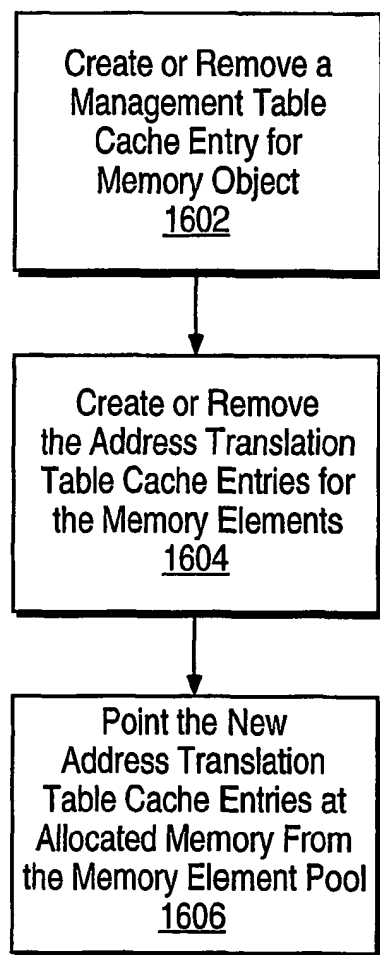 Create or Remove a
Management Table
Cache Entry for
Memory Object
1602
Create or Remove
the Address Translation
Table Cache Entries for
the Memory Elements
1604
Point the New
Address Translation
Table Cache Entries at
Allocated Memory From
the Memory Element Pool
1606